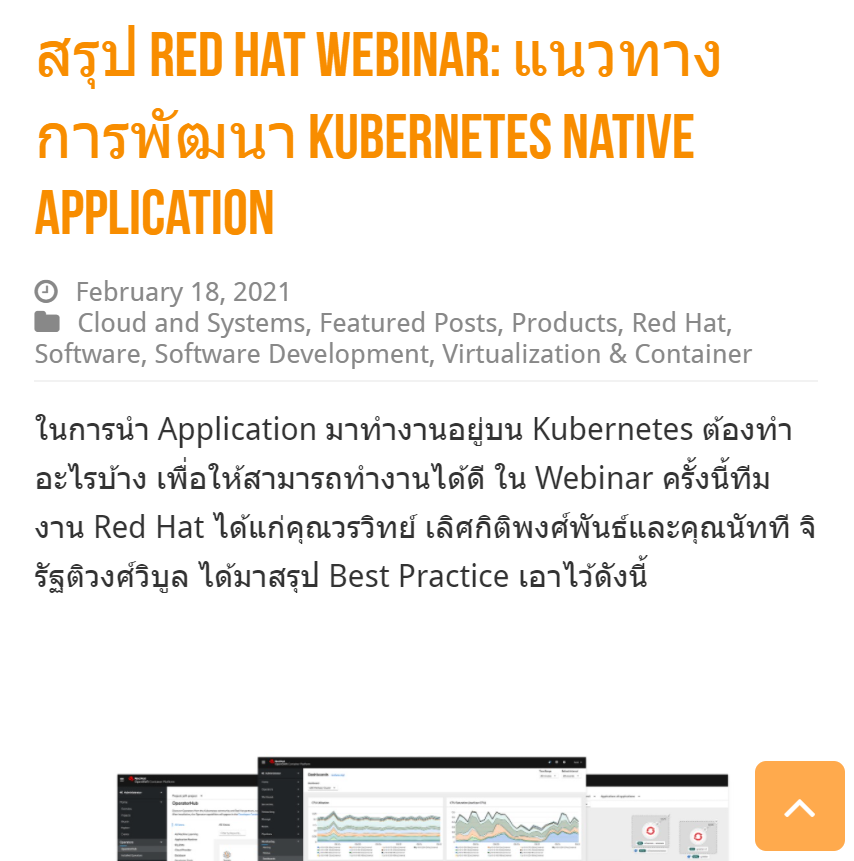 สรุป RED HAT WEBINAR: แนวทาง
การพัฒนา KUBERNETES NATIVE
APPLICATION
February 18, 2021
Cloud and Systems, Featured Posts, Products, Red Hat,
Software, Software Development, Virtualization & Container
ในการนำ Application มาทำงานอยู่บน Kubernetes ต้องทำ
อะไรบ้าง เพื่อให้สามารถทำงานได้ดี ใน Webinar ครั้งนี้ทีม
งาน Red Hat ได้แก่คุณวรวิทย์ เลิศกิติพงศ์พันธ์และคุณนัทที จิ
รัฐติวงศ์วิบูล ได้มาสรุป Best Practice เอาไว้ดังนี้
OperatorHub
Dashboards